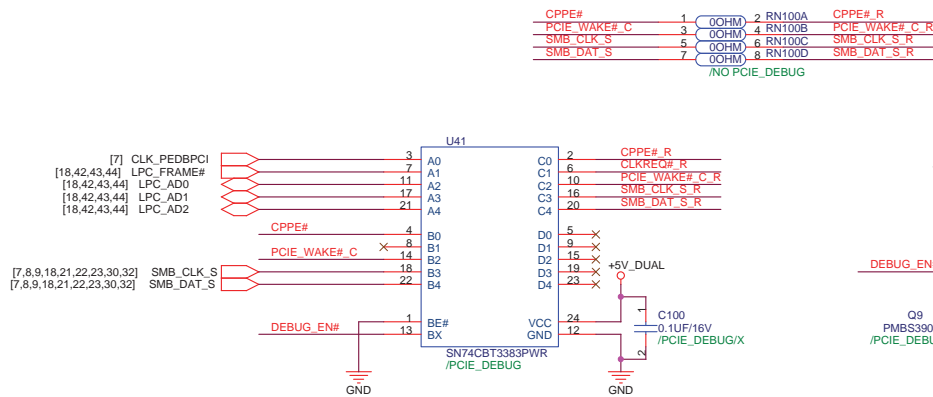 CPPE# 1 0OHM 2 RN100A CPPE#_R
PCIE_WAKE#_C 3 0OHM 4 RN100B PCIE_WAKE#_C_R
SMB_CLK_S 5 0OHM 6 RN100C SMB_CLK_S_R
SMB_DAT_S 7 0OHM 8 RN100D SMB_DAT_S_R
/NO PCIE_DEBUG
U41
[7] CLK_PEDBPCI 3 A0 C0 2 CPPE#_R
[18,42,43,44] LPC_FRAME# 7 A1 C1 6 CLKREQ#_R
[18,42,43,44] LPC_AD0 11 A2 C2 10 PCIE_WAKE#_C_R
[18,42,43,44] LPC_AD1 17 A3 C3 16 SMB_CLK_S_R
[18,42,43,44] LPC_AD2 21 A4 C4 20 SMB_DAT_S_R
CPPE# 4 B0 D0 5
8 B1 D1 9
PCIE_WAKE#_C 14 B2 D2 15
[7,8,9,18,21,22,23,30,32] SMB_CLK_S 18 B3 D3 19
[7,8,9,18,21,22,23,30,32] SMB_DAT_S 22 B4 D4 23
+5V_DUAL
DEBUG_EN
1 BE# VCC 24
DEBUG_EN# 13 BX GND 12
1 C100
0.1UF/16V
/PCIE_DEBUG/X
2
Q9
PMBS390
/PCIE_DEBU
SN74CBT3383PWR
/PCIE_DEBUG
GND
GND